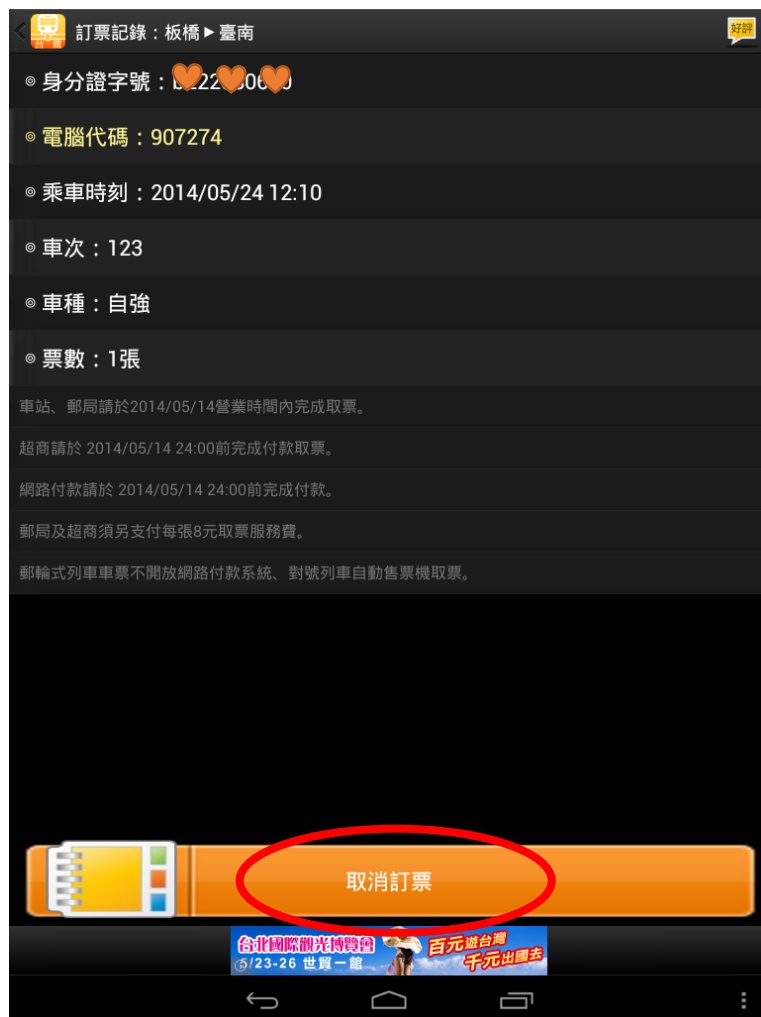 訂票記錄：板橋▶臺南
好評
◎ 身分證字號：
◎ 電腦代碼：907274
◎ 乘車時刻：2014/05/24 12:10
◎ 車次：123
◎ 車種：自強
◎ 票數：1張
車站、郵局請於2014/05/14營業時間內完成取票。
超商請於 2014/05/14 24:00前完成付款取票。
網路付款請於 2014/05/14 24:00前完成付款。
郵局及超商須另支付每張8元取票服務費。
郵輪式列車車票不開放網路付款系統、對號列車自動售票機取票。
取消訂票
台北國際觀光博覽會
5/23-26 世貿一館
百元遊台灣
千元出國去